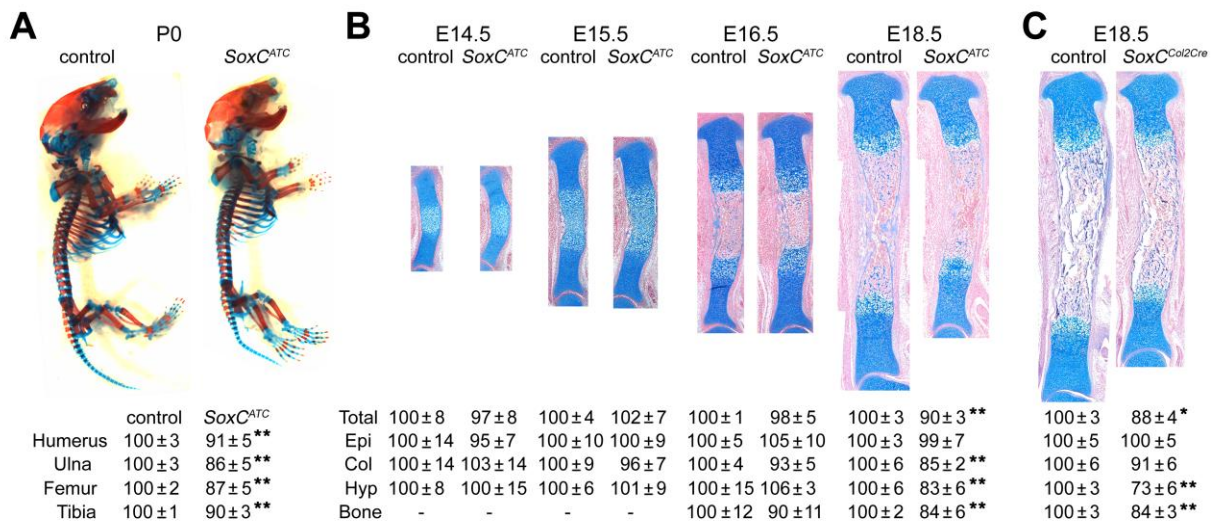 A P0
control SoxC^ATC
control SoxC^ATC
Humerus 100±3 91±5**
Ulna 100±3 86±5**
Femur 100±2 87±5**
Tibia 100±1 90±3**
B E14.5 E15.5 E16.5 E18.5
control SoxC^ATC control SoxC^ATC control SoxC^ATC control SoxC^ATC
Total 100±8 97±8 100±4 102±7 100±1 98±5 100±3 90±3**
Epi 100±14 95±7 100±10 100±9 100±5 105±10 100±3 99±7
Col 100±14 103±14 100±9 96±7 100±4 93±5 100±6 85±2**
Hyp 100±8 100±15 100±6 101±9 100±15 106±3 100±6 83±6**
Bone - - - - 100±12 90±11 100±2 84±6**
C E18.5
control SoxC^Col2Cre
100±3 88±4*
100±5 100±5
100±6 91±6
100±3 73±6**
100±3 84±3**